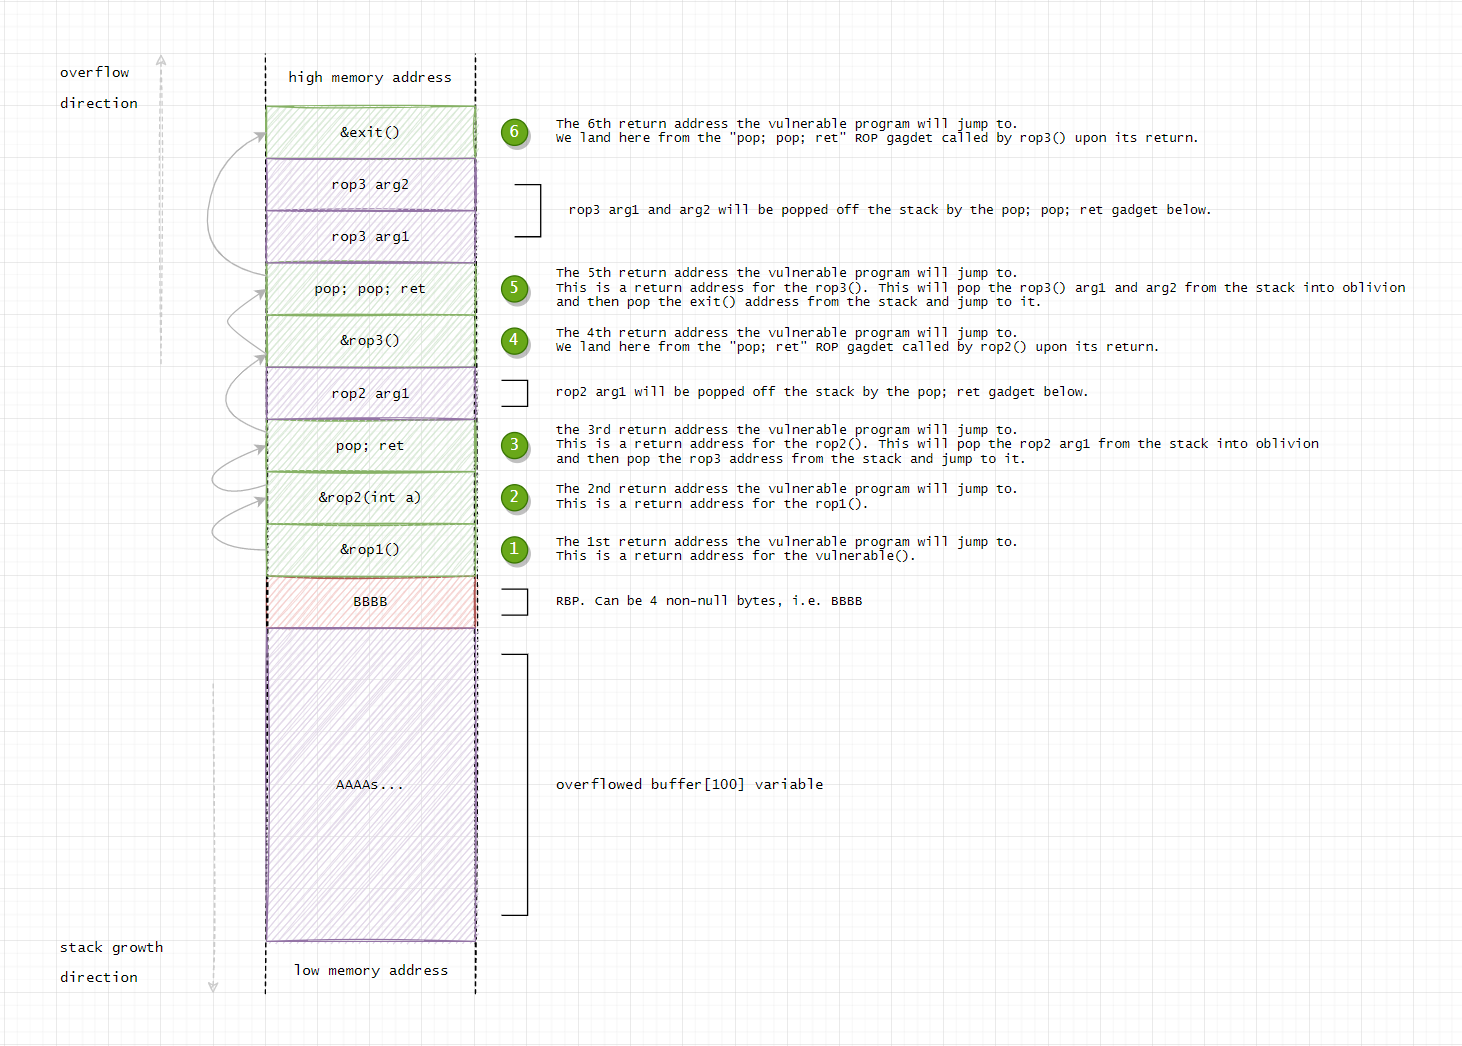 overflow
direction
high memory address
&exit()
6
The 6th return address the vulnerable program will jump to.
We land here from the "pop; pop; ret" ROP gagdet called by rop3() upon its return.
rop3 arg2
rop3 arg1
rop3 arg1 and arg2 will be popped off the stack by the pop; pop; ret gadget below.
pop; pop; ret
5
The 5th return address the vulnerable program will jump to.
This is a return address for the rop3(). This will pop the rop3() arg1 and arg2 from the stack into oblivion
and then pop the exit() address from the stack and jump to it.
&rop3()
4
The 4th return address the vulnerable program will jump to.
We land here from the "pop; ret" ROP gagdet called by rop2() upon its return.
rop2 arg1
rop2 arg1 will be popped off the stack by the pop; ret gadget below.
pop; ret
3
the 3rd return address the vulnerable program will jump to.
This is a return address for the rop2(). This will pop the rop2 arg1 from the stack into oblivion
and then pop the rop3 address from the stack and jump to it.
&rop2(int a)
2
The 2nd return address the vulnerable program will jump to.
This is a return address for the rop1().
&rop1()
1
The 1st return address the vulnerable program will jump to.
This is a return address for the vulnerable().
BBBB
RBP. Can be 4 non-null bytes, i.e. BBBB
AAAAs...
overflowed buffer[100] variable
stack growth
direction
low memory address